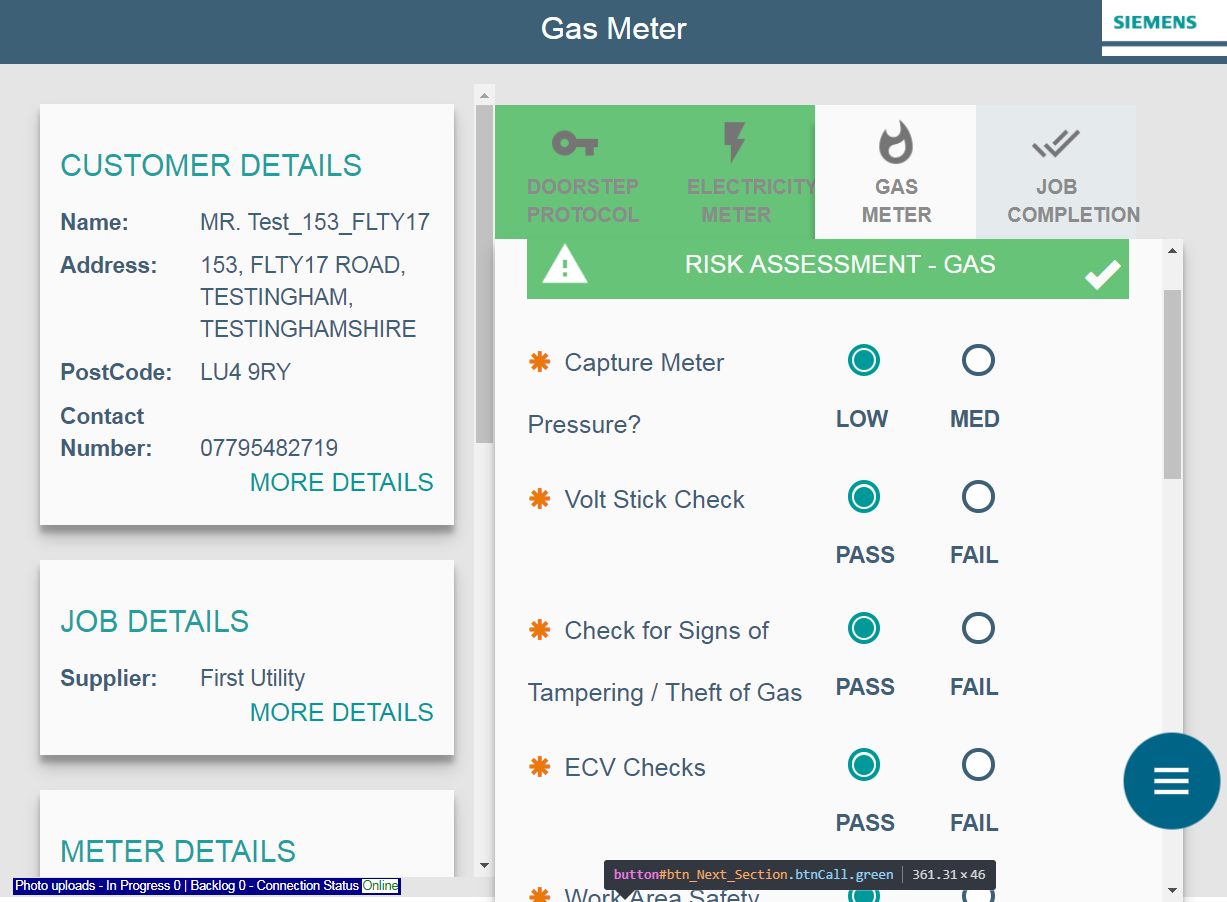 Gas Meter
SIEMENS
CUSTOMER DETAILS
Name: MR. Test_153_FLTY17
Address: 153, FLTY17 ROAD,
TESTINGHAM,
TESTINGHAMSHIRE
PostCode: LU4 9RY
Contact
Number: 07795482719
MORE DETAILS
JOB DETAILS
Supplier: First Utility
MORE DETAILS
METER DETAILS
Photo uploads - In Progress 0 | Backlog 0 - Connection Status Online
DOORSTEP
PROTOCOL
ELECTRICITY
METER
GAS
METER
JOB
COMPLETION
RISK ASSESSMENT - GAS
Capture Meter
Pressure?
LOW MED
Volt Stick Check
PASS FAIL
Check for Signs of
Tampering / Theft of Gas
PASS FAIL
ECV Checks
PASS FAIL
button#btn_Next_Section.btnCall.green 361.31×46
Work Area Safety